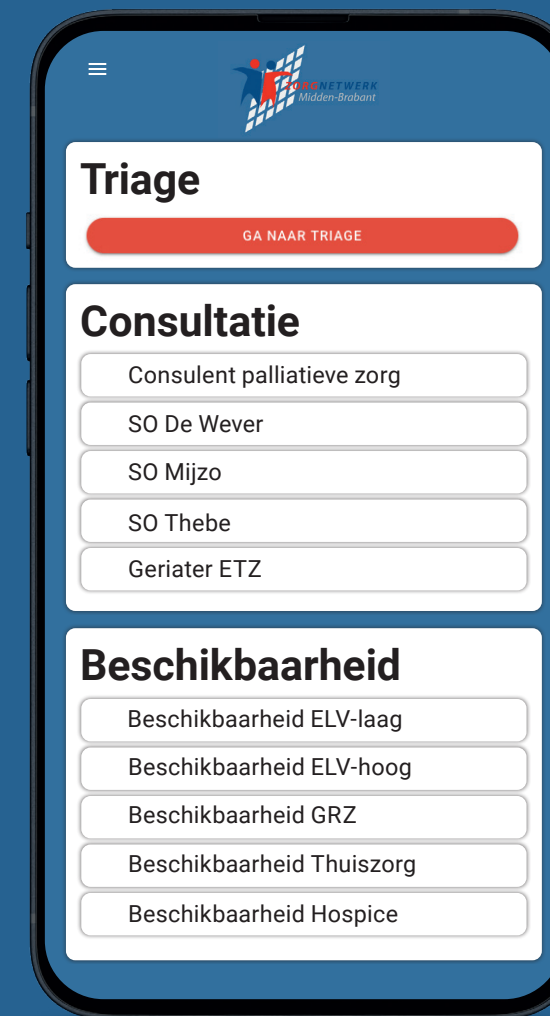 ZORGNETWERK
Midden-Brabant
Triage
GA NAAR TRIAGE
Consultatie
Consulent palliatieve zorg
SO De Wever
SO Mijzo
SO Thebe
Geriater ETZ
Beschikbaarheid
Beschikbaarheid ELV-laag
Beschikbaarheid ELV-hoog
Beschikbaarheid GRZ
Beschikbaarheid Thuiszorg
Beschikbaarheid Hospice